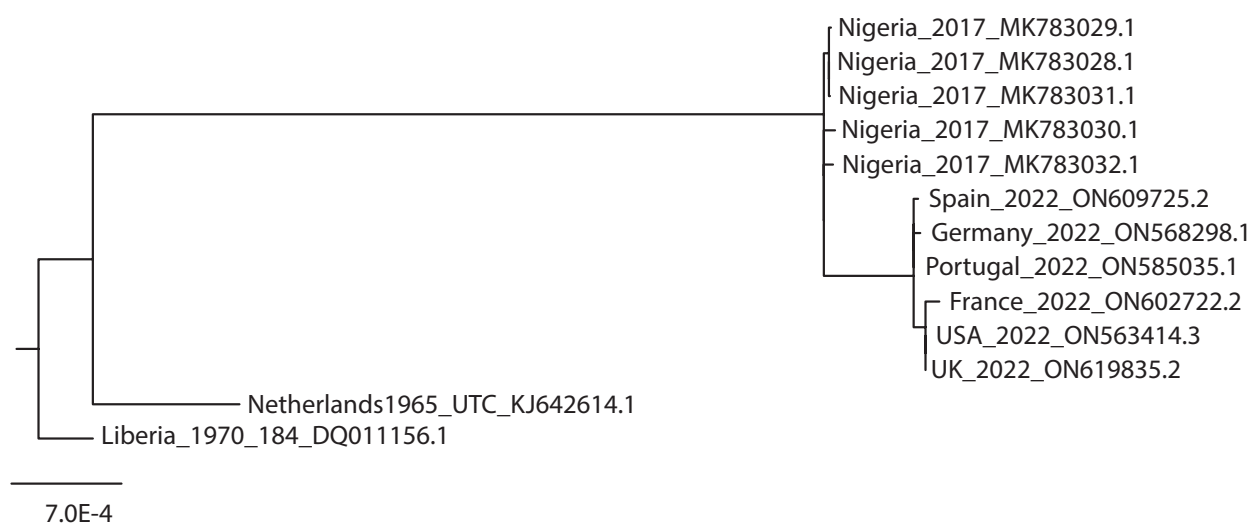 Nigeria_2017_MK783029.1
Nigeria_2017_MK783028.1
Nigeria_2017_MK783031.1
Nigeria_2017_MK783030.1
Nigeria_2017_MK783032.1
Spain_2022_ON609725.2
Germany_2022_ON568298.1
Portugal_2022_ON585035.1
France_2022_ON602722.2
USA_2022_ON563414.3
UK_2022_ON619835.2
Netherlands1965_UTC_KJ642614.1
Liberia_1970_184_DQ011156.1
7.0E-4